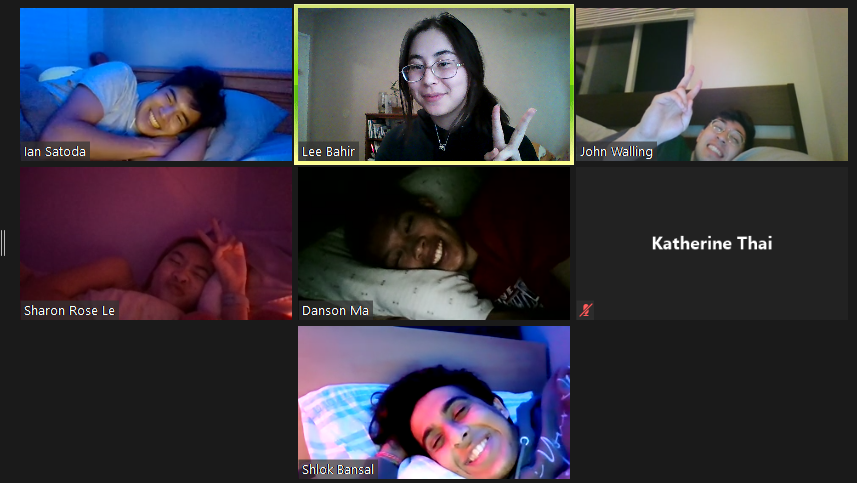 Ian Satoda
Lee Bahir
John Walling
Sharon Rose Le
Danson Ma
Katherine Thai
Shlok Bansal